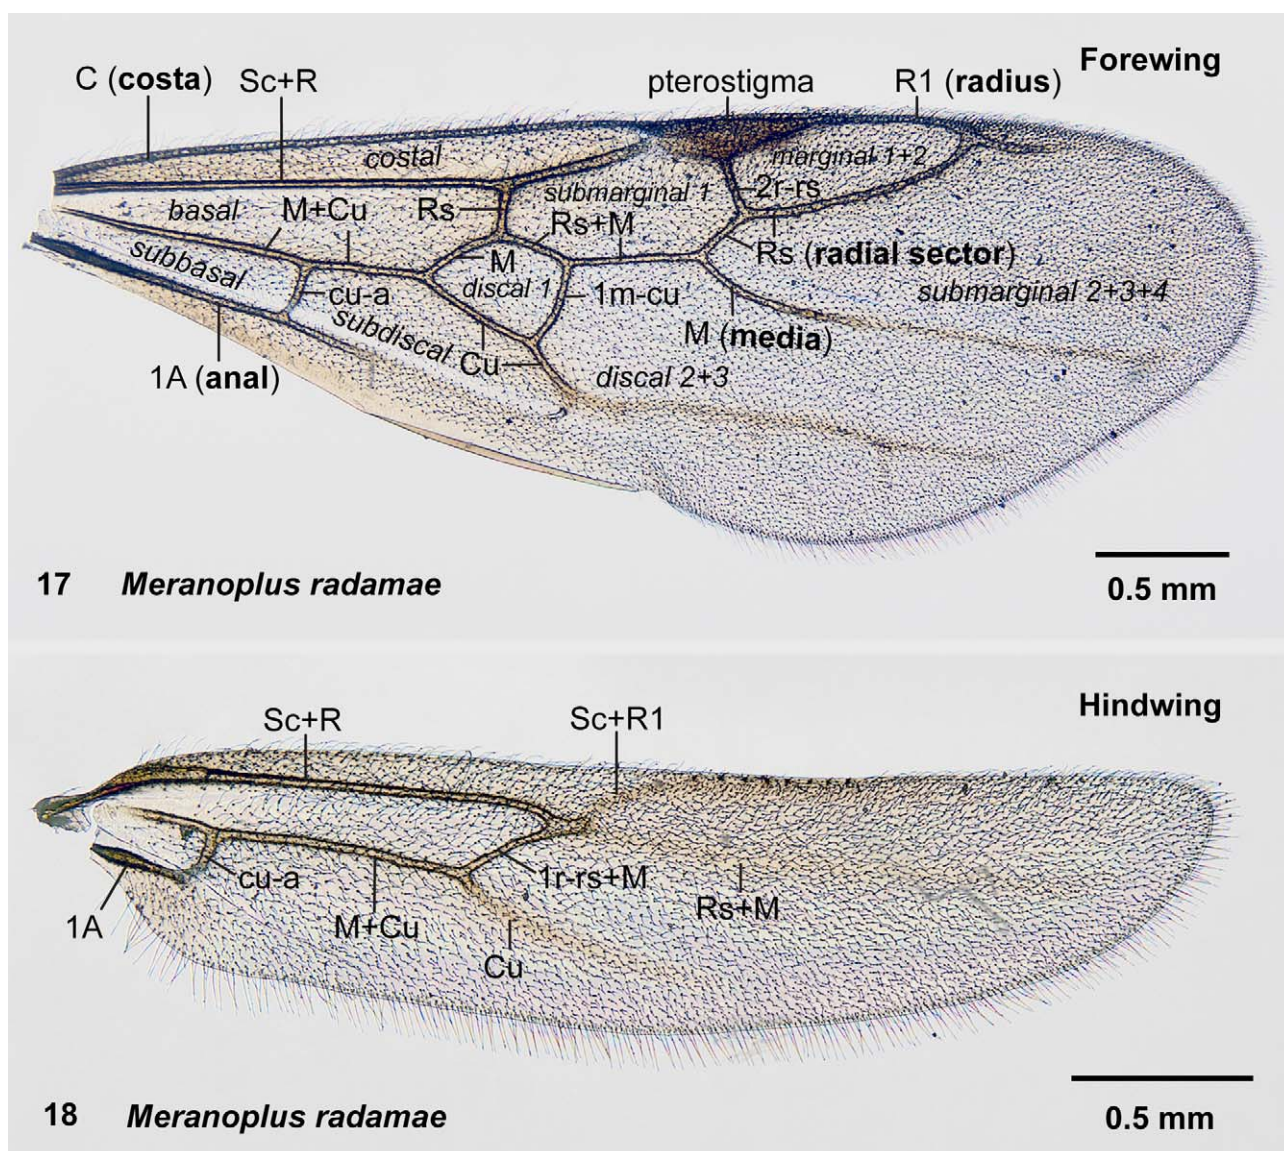 Forewing
C (costa)
Sc+R
pterostigma
R1 (radius)
costal
marginal 1+2
submarginal 1
2r-rs
basal
M+Cu
Rs
Rs+M
subbasal
M
Rs (radial sector)
cu-a
discal 1
1m-cu
submarginal 2+3+4
subdiscal
Cu
M (media)
1A (anal)
discal 2+3
17 Meranoplus radamae
0.5 mm
Hindwing
Sc+R
Sc+R1
cu-a
1r-rs+M
Rs+M
1A
M+Cu
Cu
18 Meranoplus radamae
0.5 mm